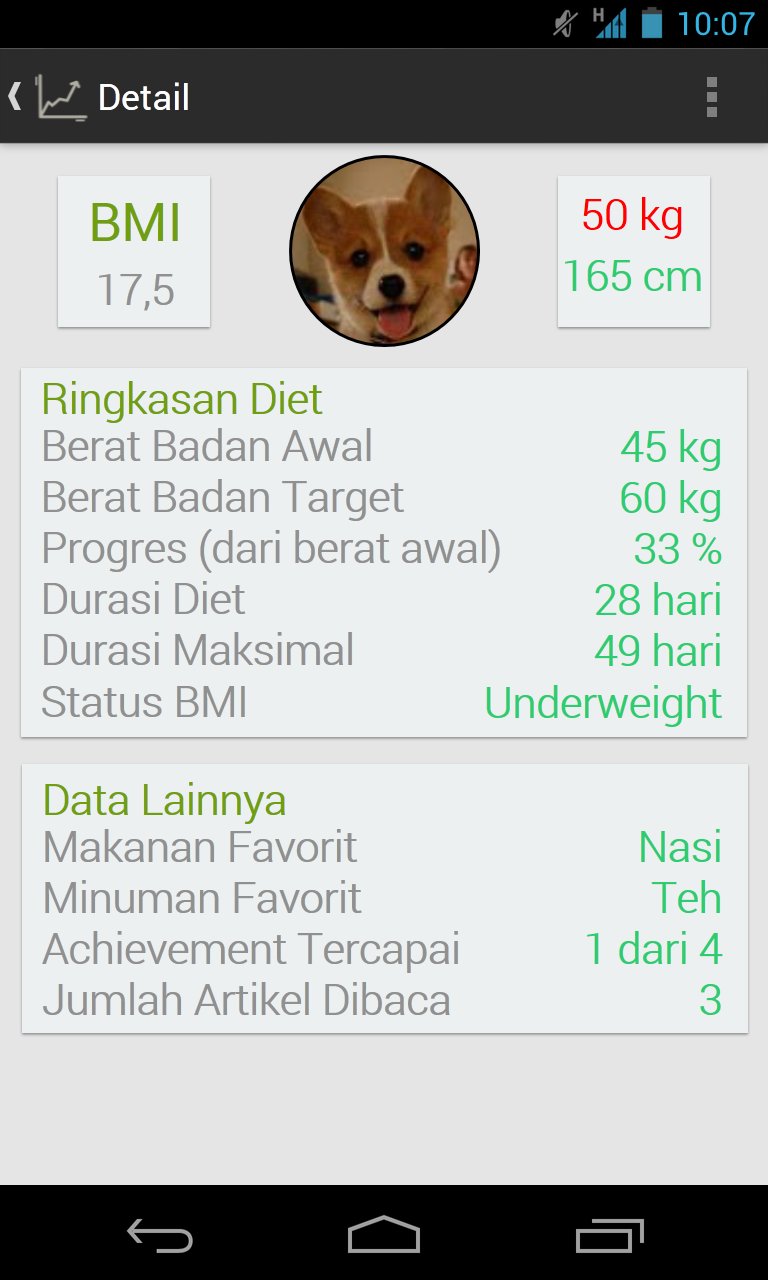 H 10:07
Detail
BMI
17,5
50 kg
165 cm
Ringkasan Diet
Berat Badan Awal 45 kg
Berat Badan Target 60 kg
Progres (dari berat awal) 33 %
Durasi Diet 28 hari
Durasi Maksimal 49 hari
Status BMI Underweight
Data Lainnya
Makanan Favorit Nasi
Minuman Favorit Teh
Achievement Tercapai 1 dari 4
Jumlah Artikel Dibaca 3